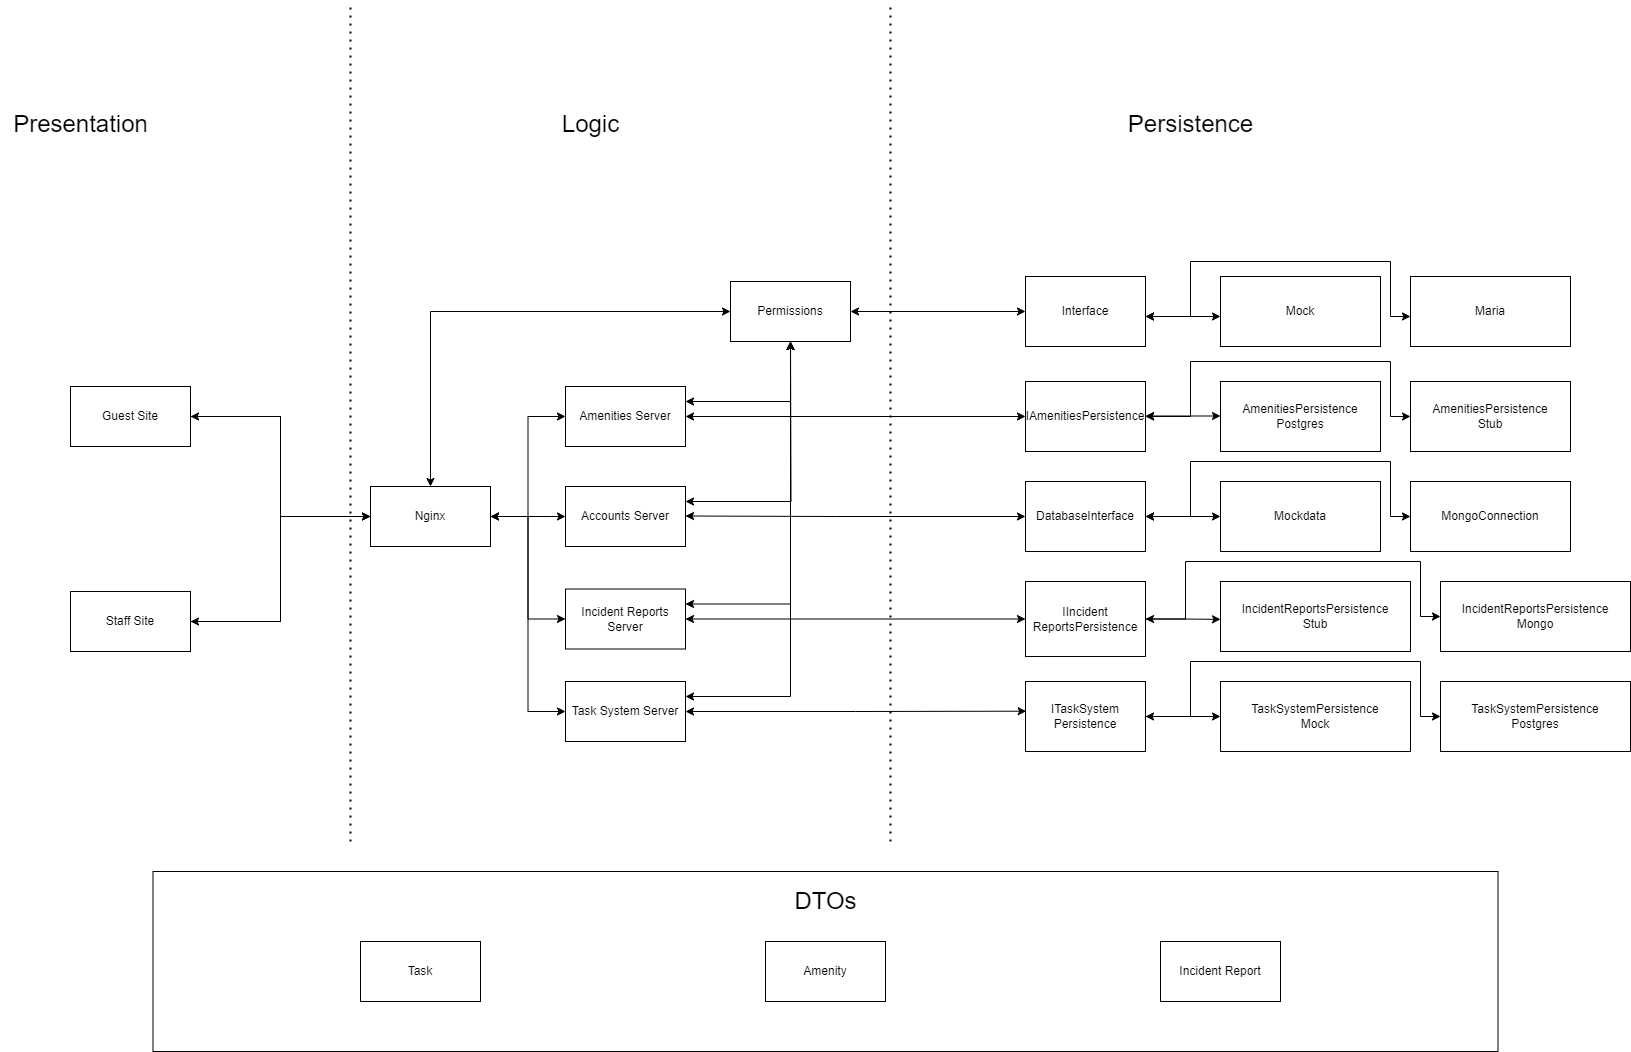 Presentation
Logic
Persistence
Permissions
Interface
Mock
Maria
Guest Site
Amenities Server
IAmenitiesPersistence
AmenitiesPersistence
Postgres
AmenitiesPersistence
Stub
Nginx
Accounts Server
DatabaseInterface
Mockdata
MongoConnection
Staff Site
Incident Reports
Server
IIncident
ReportsPersistence
IncidentReportsPersistence
Stub
IncidentReportsPersistence
Mongo
Task System Server
ITaskSystem
Persistence
TaskSystemPersistence
Mock
TaskSystemPersistence
Postgres
DTOs
Task
Amenity
Incident Report